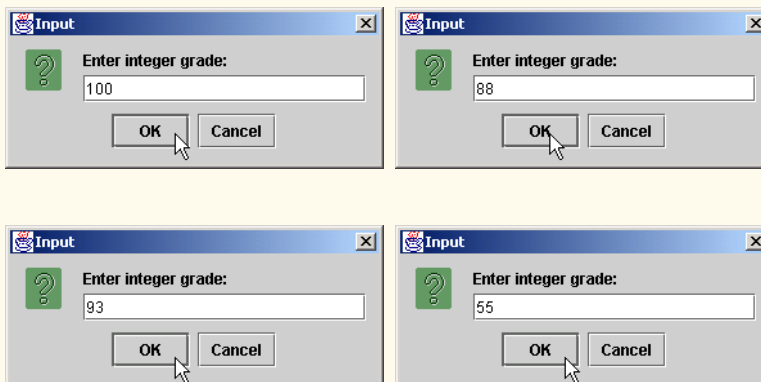 Input
Enter integer grade:
100
OK Cancel
Input
Enter integer grade:
88
OK Cancel
Input
Enter integer grade:
93
OK Cancel
Input
Enter integer grade:
55
OK Cancel